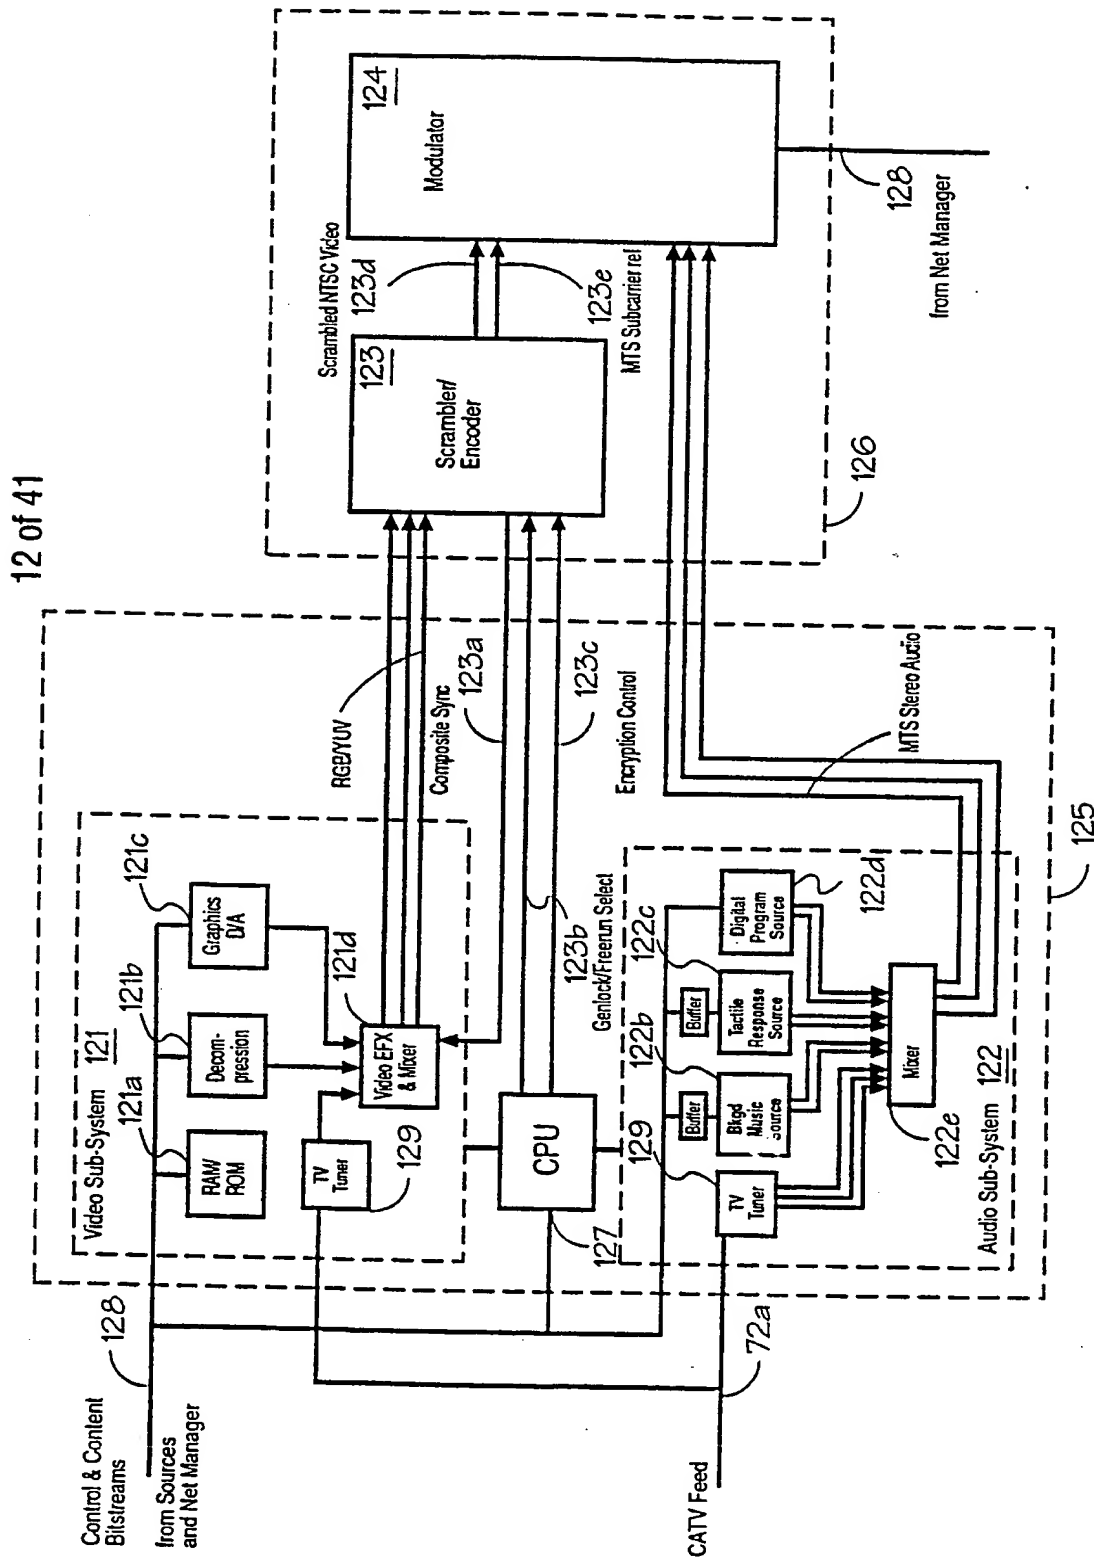 12 of 41
Control & Content
Bitstreams
from Sources
and Net Manager
128
CATV Feed
72a
Video Sub-System 121
121a
RAM/
ROM
121b
Decom-
pression
121c
Graphics
D/A
TV
Tuner
129
121d
Video EFX
& Mixer
CPU
127
RGB/YUV
Composite Sync
123a
123b
Genlock/Freerun Select
123c
Encryption Control
129
TV
Tuner
122b
Buffer
Bkgd
Music
Source
122c
Buffer
Tactile
Response
Source
Digital
Program
Source
122d
Mixer
122e
Audio Sub-System 122
MTS Stereo Audio
125
123
Scrambler/
Encoder
Scrambled NTSC Video
123d
123e
MTS Subcarrier ref
124
Modulator
126
128
from Net Manager